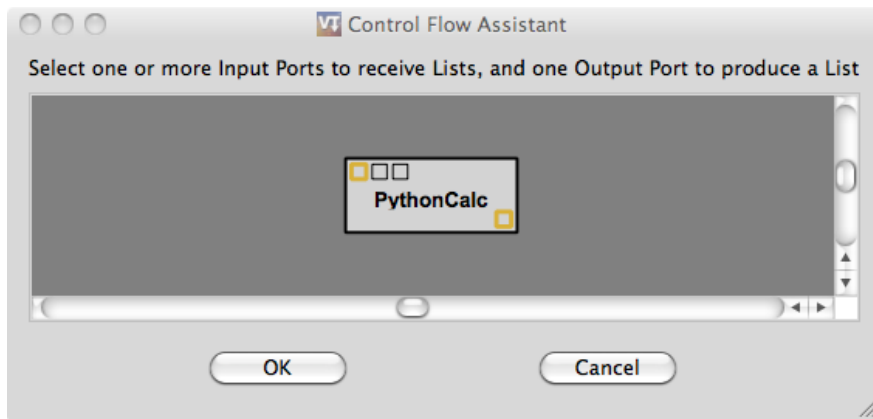 VT Control Flow Assistant
Select one or more Input Ports to receive Lists, and one Output Port to produce a List
PythonCalc
OK
Cancel